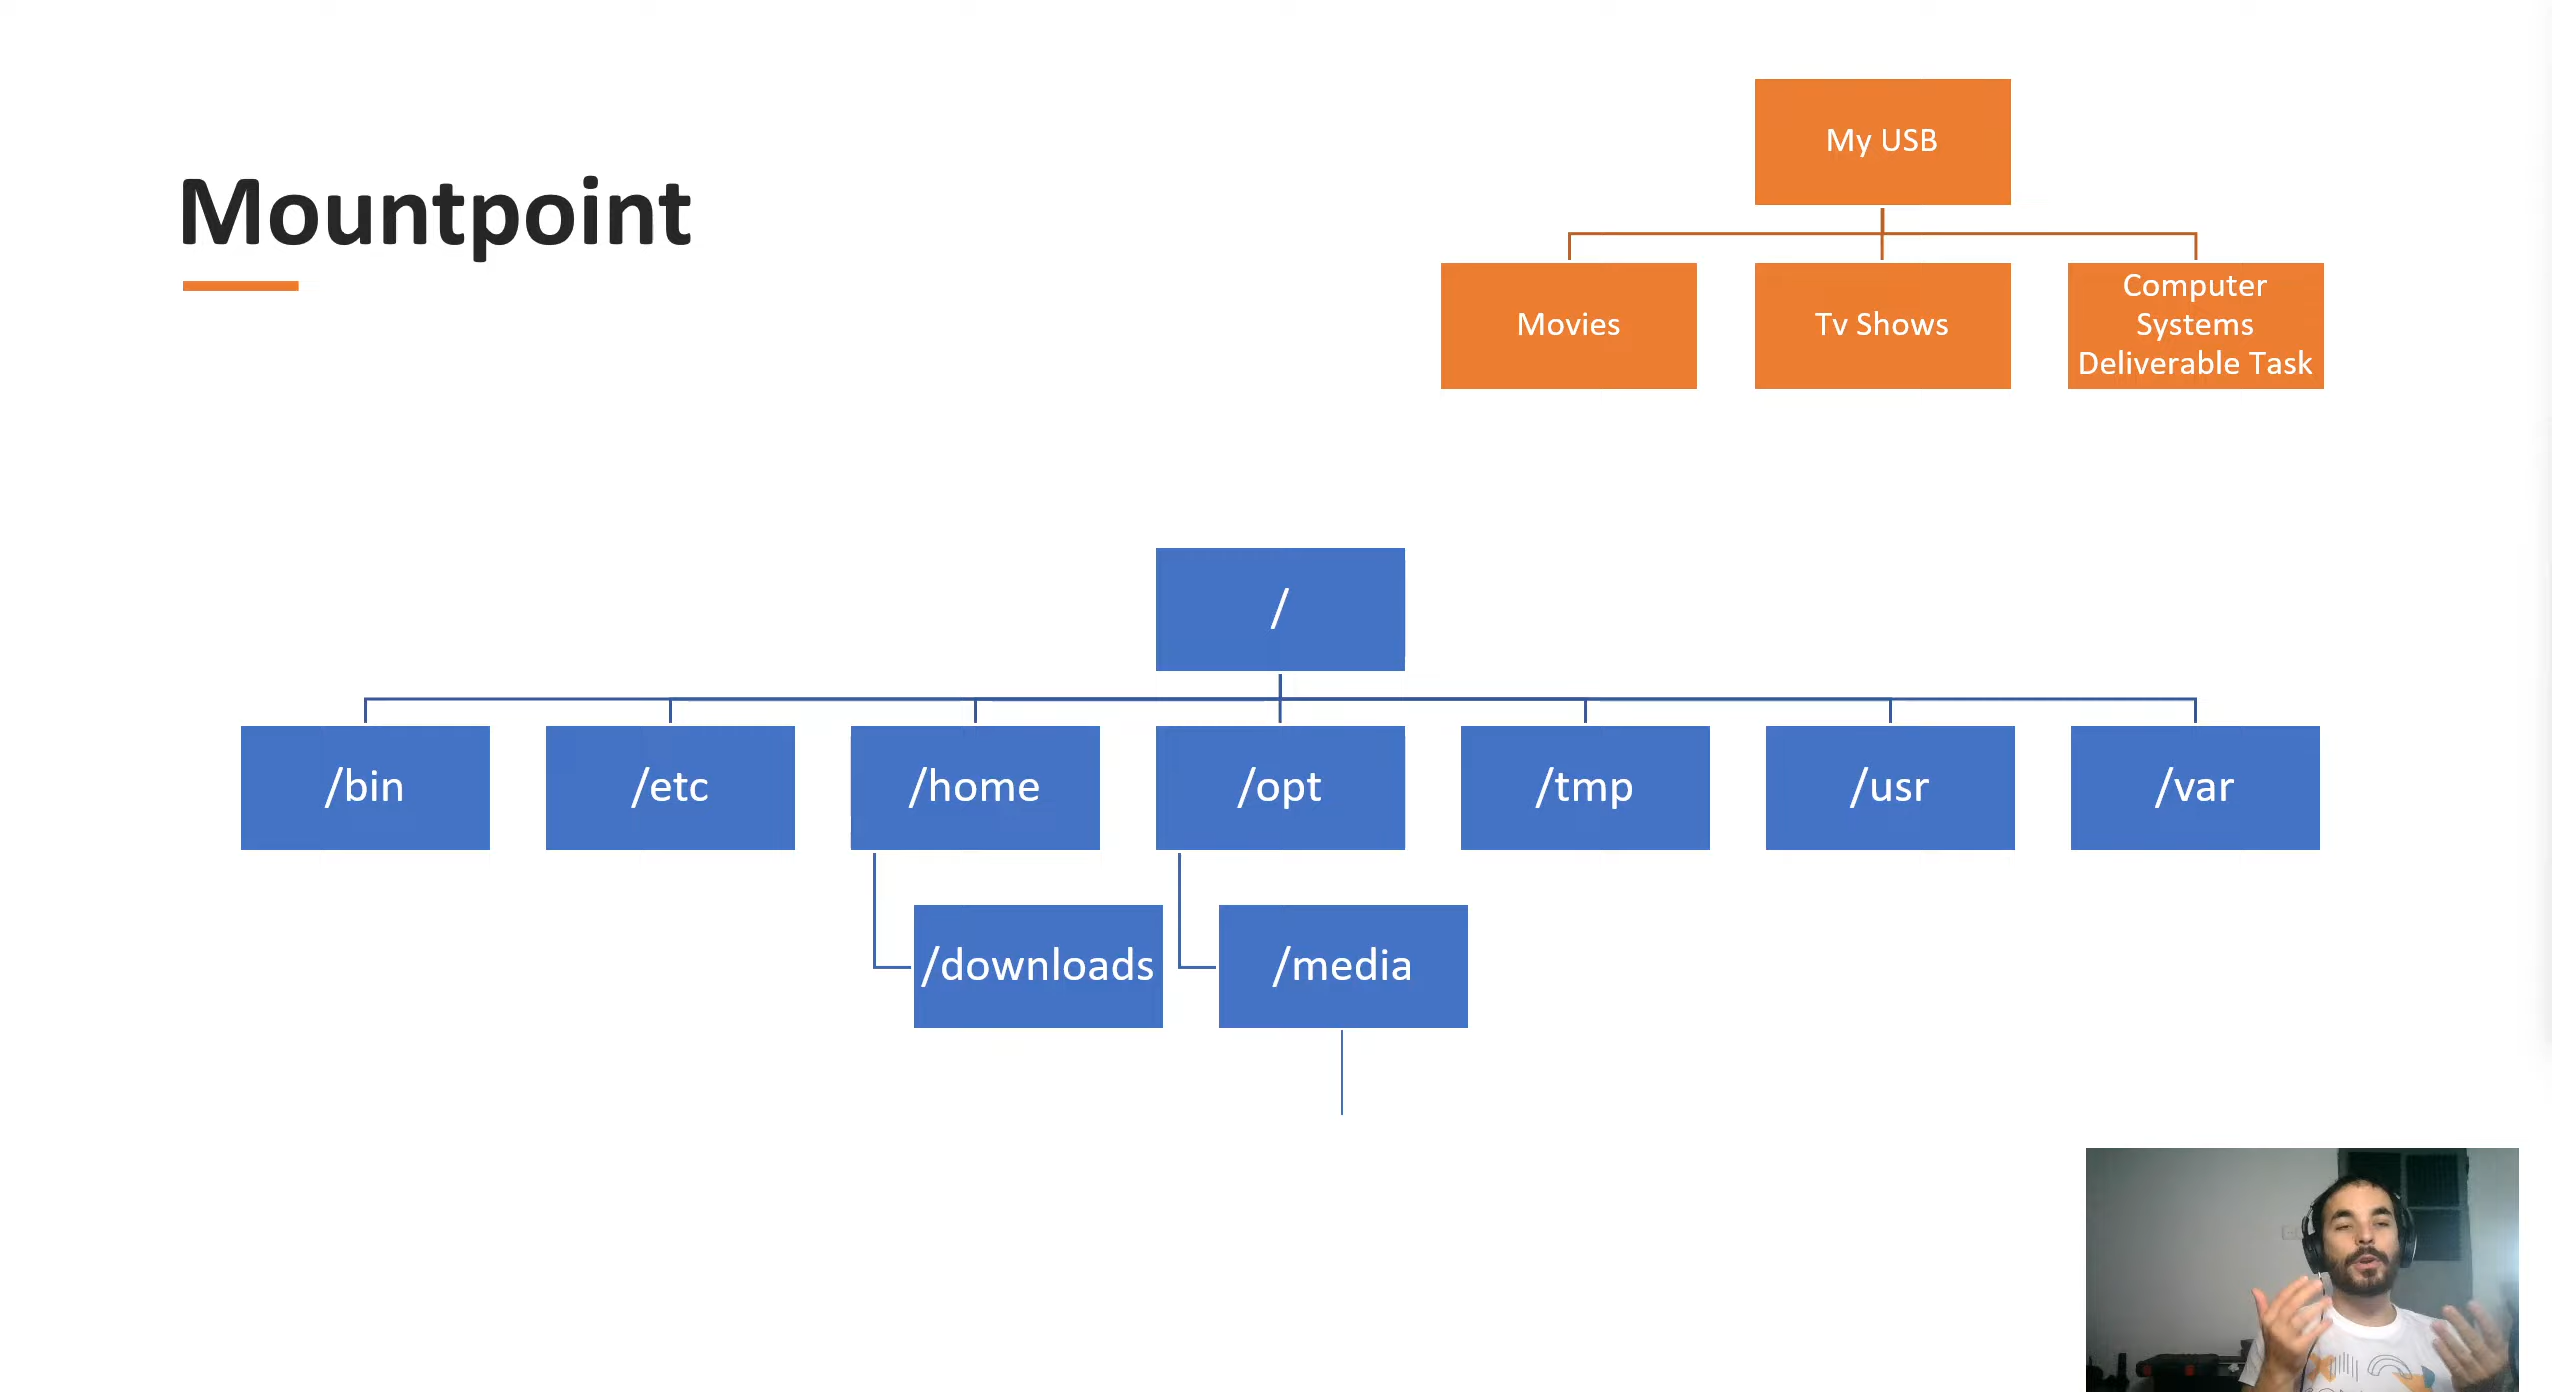 Mountpoint
My USB
Movies
Tv Shows
Computer
Systems
Deliverable Task
/
/bin
/etc
/home
/opt
/tmp
/usr
/var
/downloads
/media